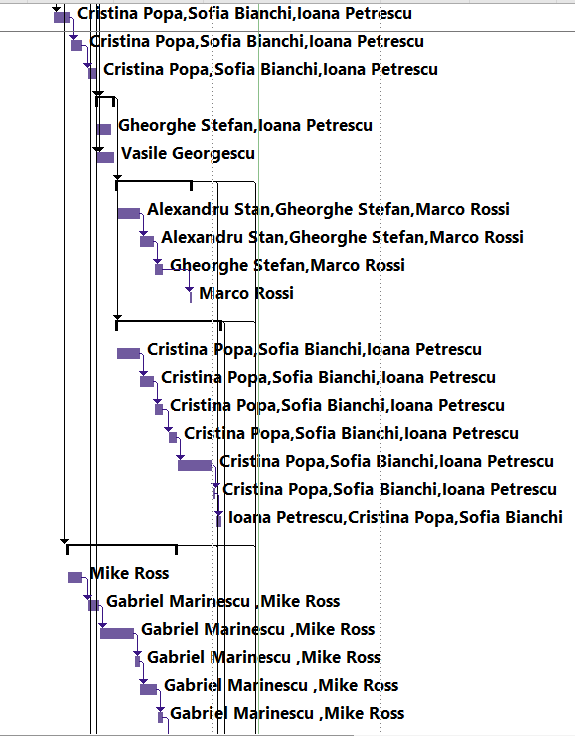 Cristina Popa,Sofia Bianchi,Ioana Petrescu
Cristina Popa,Sofia Bianchi,Ioana Petrescu
Cristina Popa,Sofia Bianchi,Ioana Petrescu
Gheorghe Stefan,Ioana Petrescu
Vasile Georgescu
Alexandru Stan,Gheorghe Stefan,Marco Rossi
Alexandru Stan,Gheorghe Stefan,Marco Rossi
Gheorghe Stefan,Marco Rossi
Marco Rossi
Cristina Popa,Sofia Bianchi,Ioana Petrescu
Cristina Popa,Sofia Bianchi,Ioana Petrescu
Cristina Popa,Sofia Bianchi,Ioana Petrescu
Cristina Popa,Sofia Bianchi,Ioana Petrescu
Cristina Popa,Sofia Bianchi,Ioana Petrescu
Cristina Popa,Sofia Bianchi,Ioana Petrescu
Ioana Petrescu,Cristina Popa,Sofia Bianchi
Mike Ross
Gabriel Marinescu ,Mike Ross
Gabriel Marinescu ,Mike Ross
Gabriel Marinescu ,Mike Ross
Gabriel Marinescu ,Mike Ross
Gabriel Marinescu ,Mike Ross